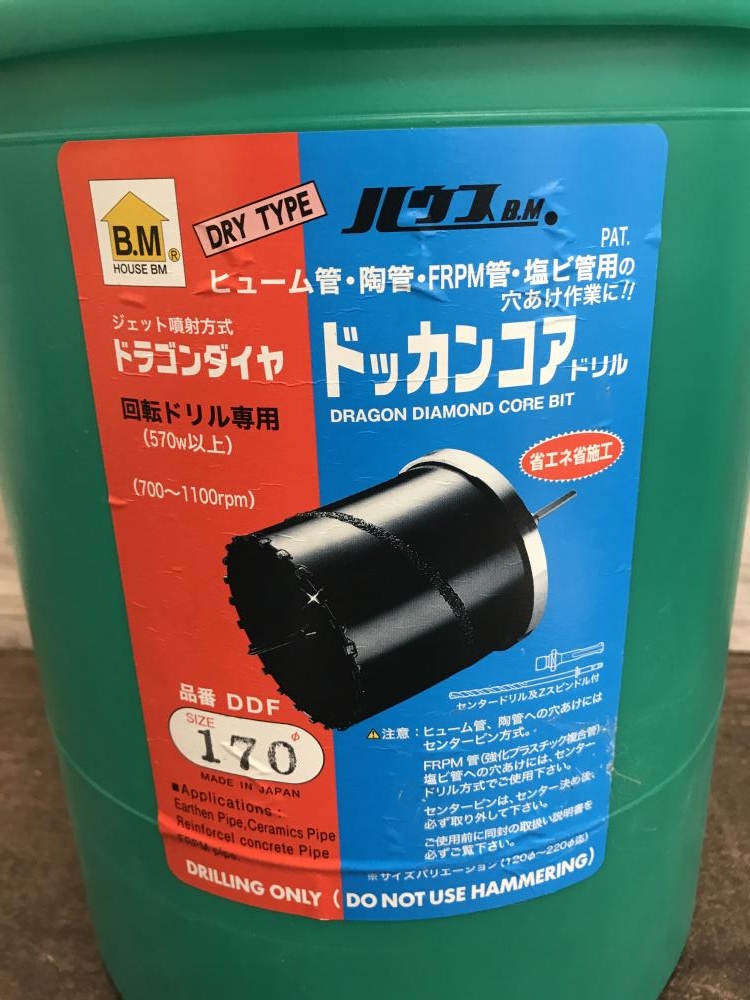 B.M
®
HOUSE BM
DRY TYPE
ハウスB.M.
PAT.
ヒューム管・陶管・FRPM管・塩ビ管用の
穴あけ作業に!!
ジェット噴射方式
ドラゴンダイヤ
ドッカンコアドリル
DRAGON DIAMOND CORE BIT
回転ドリル専用
(570w以上)
(700〜1100rpm)
省エネ省施工
センタードリル及Zスピンドル付
品番 DDF
SIZE
170φ
MADE IN JAPAN
⚠注意:ヒューム管、陶管への穴あけには
センターピン方式。
FRPM管(強化プラスチック複合管)
塩ビ管への穴あけには、センター
ドリル方式でご使用下さい。
センターピンは、センター決め後、
必ず取り外して下さい。
ご使用前に同封の取扱い説明書を
必ずご覧下さい。
※サイズバリエーション(120φ〜220φ迄)
■Applications :
Earthen Pipe,Ceramics Pipe
Reinforcel concrete Pipe
FRPM pipe.
DRILLING ONLY (DO NOT USE HAMMERING)